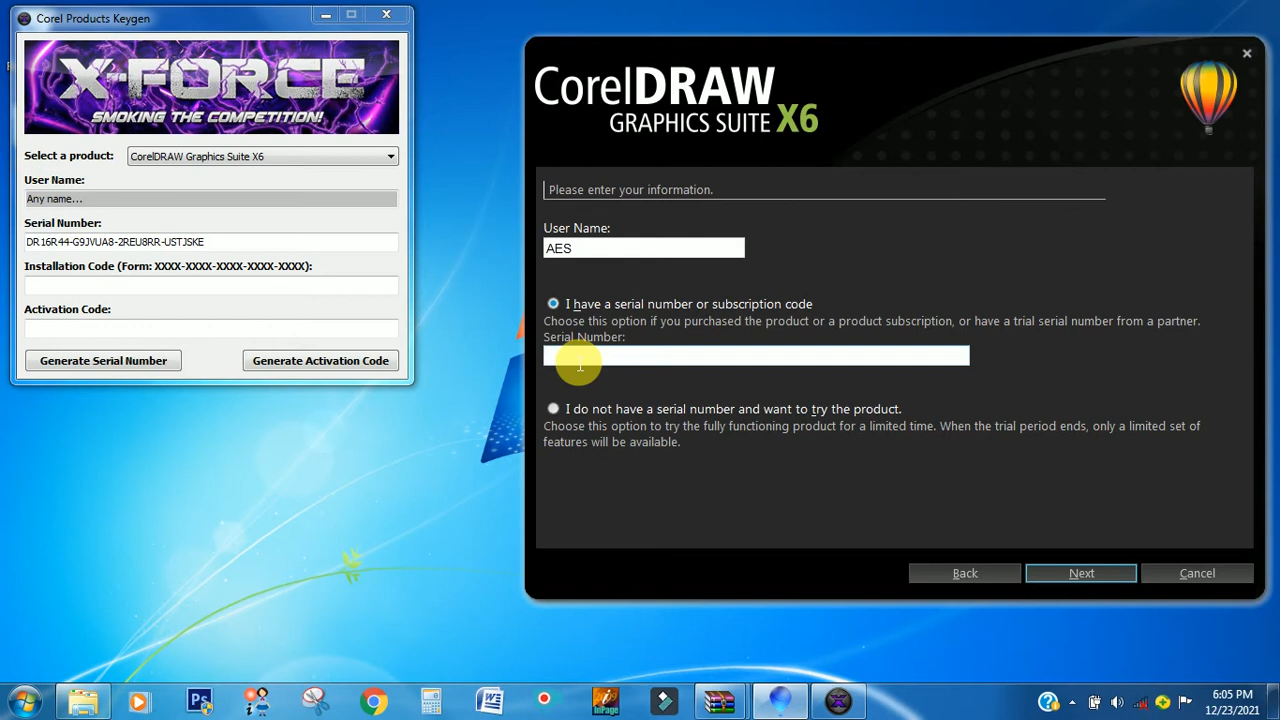 Corel Products Keygen
X-FORCE
SMOKING THE COMPETITION!
Select a product:
CorelDRAW Graphics Suite X6
User Name:
Any name...
Serial Number:
DR16R44-G9JVUA8-2REU8RR-USTJSKE
Installation Code (Form: XXXX-XXXX-XXXX-XXXX-XXXX):
Activation Code:
Generate Serial Number
Generate Activation Code
CorelDRAW
GRAPHICS SUITE X6
Please enter your information.
User Name:
AES
I have a serial number or subscription code
Choose this option if you purchased the product or a product subscription, or have a trial serial number from a partner.
Serial Number:
I do not have a serial number and want to try the product.
Choose this option to try the fully functioning product for a limited time. When the trial period ends, only a limited set of
features will be available.
Back
Next
Cancel
Ps
W
InPage
6:05 PM
12/23/2021